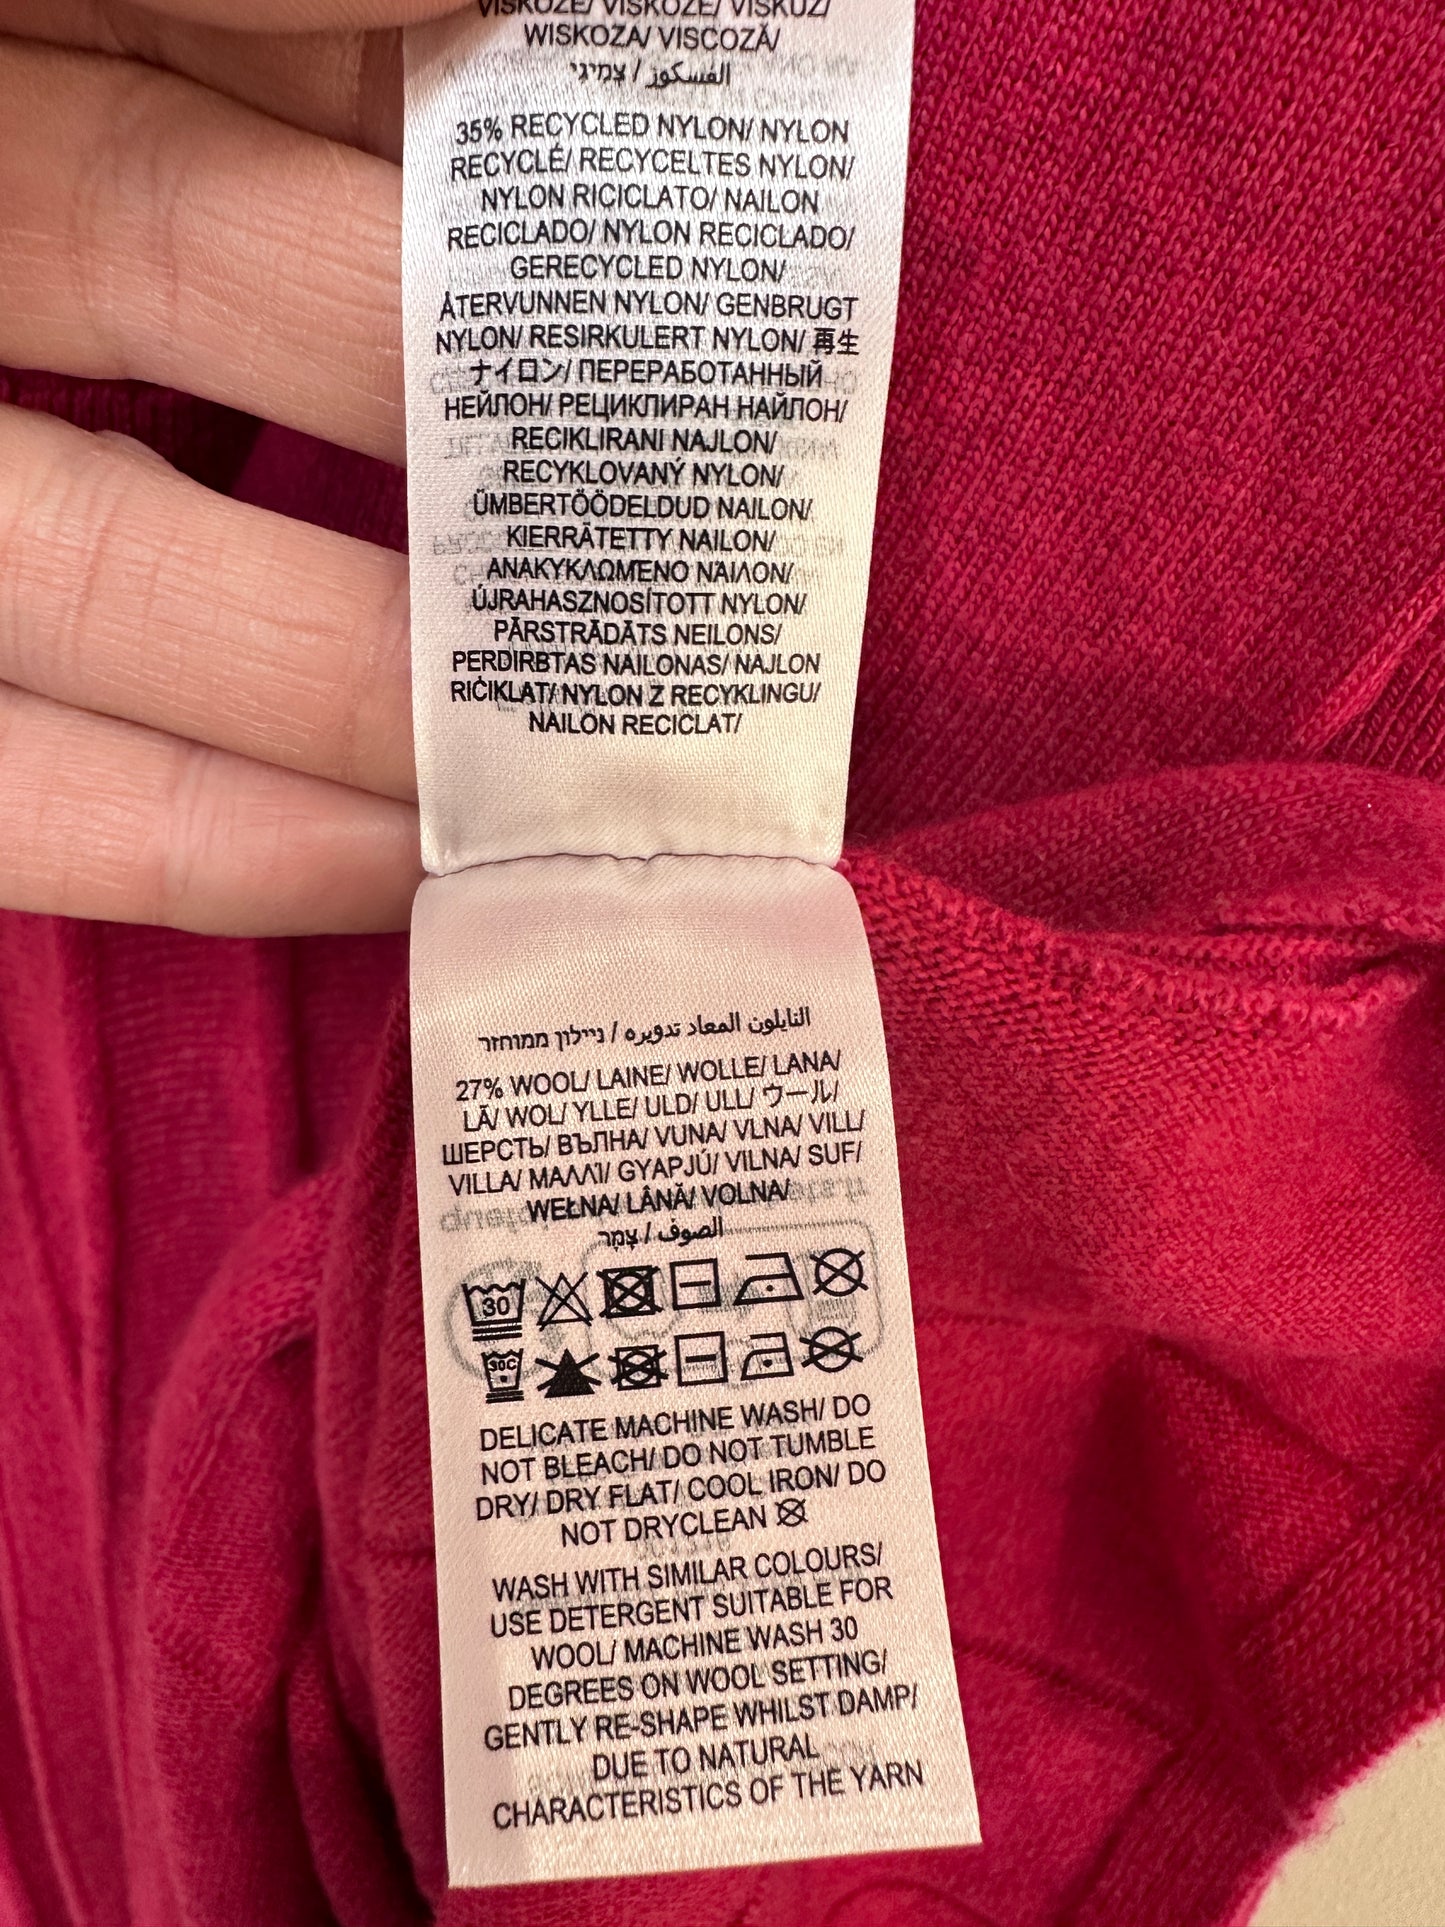 VISKOZE/ VISKOZE/ VISKUŻ/
WISKOZA/ VISCOZĂ/
الفسكوز / צמיגי
35% RECYCLED NYLON/ NYLON
RECYCLÉ/ RECYCELTES NYLON/
NYLON RICICLATO/ NAILON
RECICLADO/ NYLON RECICLADO/
GERECYCLED NYLON/
ÅTERVUNNEN NYLON/ GENBRUGT
NYLON/ RESIRKULERT NYLON/ 再生
ナイロン/ ПЕРЕРАБОТАННЫЙ
НЕЙЛОН/ РЕЦИКЛИРАН НАЙЛОН/
RECIKLIRANI NAJLON/
RECYKLOVANÝ NYLON/
ÜMBERTÖÖDELDUD NAILON/
KIERRÄTETTY NAILON/
ΑΝΑΚΥΚΛΩΜΈΝΟ ΝΆΙΛΟΝ/
ÚJRAHASZNOSÍTOTT NYLON/
PĀRSTRĀDĀTS NEILONS/
PERDIRBTAS NAILONAS/ NAJLON
RIĊIKLAT/ NYLON Z RECYKLINGU/
NAILON RECICLAT/
النايلون المعاد تدويره / ניילון ממוחזר
27% WOOL/ LAINE/ WOLLE/ LANA/
LÃ/ WOL/ YLLE/ ULD/ ULL/ ウール/
ШЕРСТЬ/ ВЪЛНА/ VUNA/ VLNA/ VILL/
VILLA/ ΜΑΛΛΊ/ GYAPJÚ/ VILNA/ SUF/
WEŁNA/ LÂNĂ/ VOLNA/
الصوف / צֶמֶר
30
30C
DELICATE MACHINE WASH/ DO
NOT BLEACH/ DO NOT TUMBLE
DRY/ DRY FLAT/ COOL IRON/ DO
NOT DRYCLEAN
WASH WITH SIMILAR COLOURS/
USE DETERGENT SUITABLE FOR
WOOL/ MACHINE WASH 30
DEGREES ON WOOL SETTING/
GENTLY RE-SHAPE WHILST DAMP/
DUE TO NATURAL
CHARACTERISTICS OF THE YARN